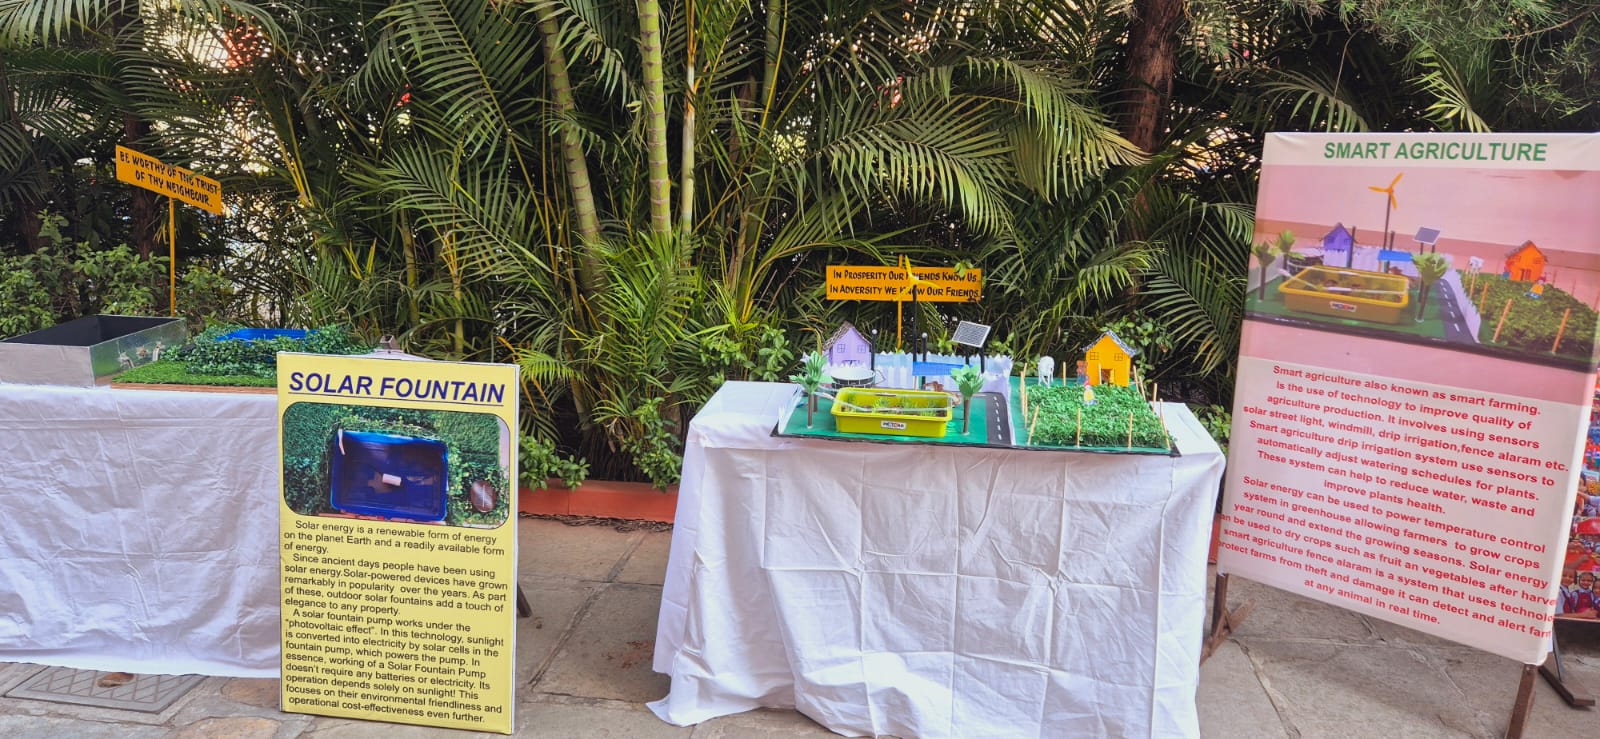 BE WORTHY OF THE TRUST
OF THY NEIGHBOUR.
SOLAR FOUNTAIN
Solar energy is a renewable form of energy
on the planet Earth and a readily available form
of energy.
Since ancient days people have been using
solar energy.Solar-powered devices have grown
remarkably in popularity over the years. As part
of these, outdoor solar fountains add a touch of
elegance to any property.
A solar fountain pump works under the
"photovoltaic effect". In this technology, sunlight
is converted into electricity by solar cells in the
fountain pump, which powers the pump. In
essence, working of a Solar Fountain Pump
doesn't require any batteries or electricity. Its
operation depends solely on sunlight! This
focuses on their environmental friendliness and
operational cost-effectiveness even further.
IN PROSPERITY OUR FRIENDS KNOW US
IN ADVERSITY WE KNOW OUR FRIENDS
SMART AGRICULTURE
Smart agriculture also known as smart farming.
is the use of technology to improve quality of
agriculture production. It involves using sensors
solar street light, windmill, drip irrigation,fence alaram etc.
Smart agriculture drip irrigation system use sensors to
automatically adjust watering schedules for plants.
These system can help to reduce water, waste and
improve plants health.
Solar energy can be used to power temperature control
system in greenhouse allowing farmers to grow crops
year round and extend the growing seasons. Solar energy
an be used to dry crops such as fruit an vegetables after harve
smart agriculture fence alaram is a system that uses technolo
protect farms from theft and damage it can detect and alert farm
at any animal in real time.